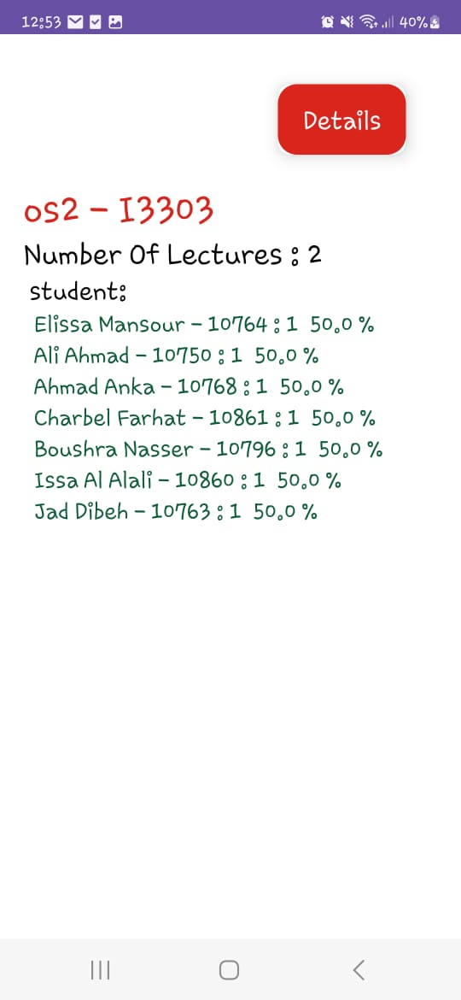 12:53
40%
Details
os2 - I3303
Number Of Lectures : 2
student:
Elissa Mansour - 10764 : 1 50.0 %
Ali Ahmad - 10750 : 1 50.0 %
Ahmad Anka - 10768 : 1 50.0 %
Charbel Farhat - 10861 : 1 50.0 %
Boushra Nasser - 10796 : 1 50.0 %
Issa Al Alali - 10860 : 1 50.0 %
Jad Dibeh - 10763 : 1 50.0 %